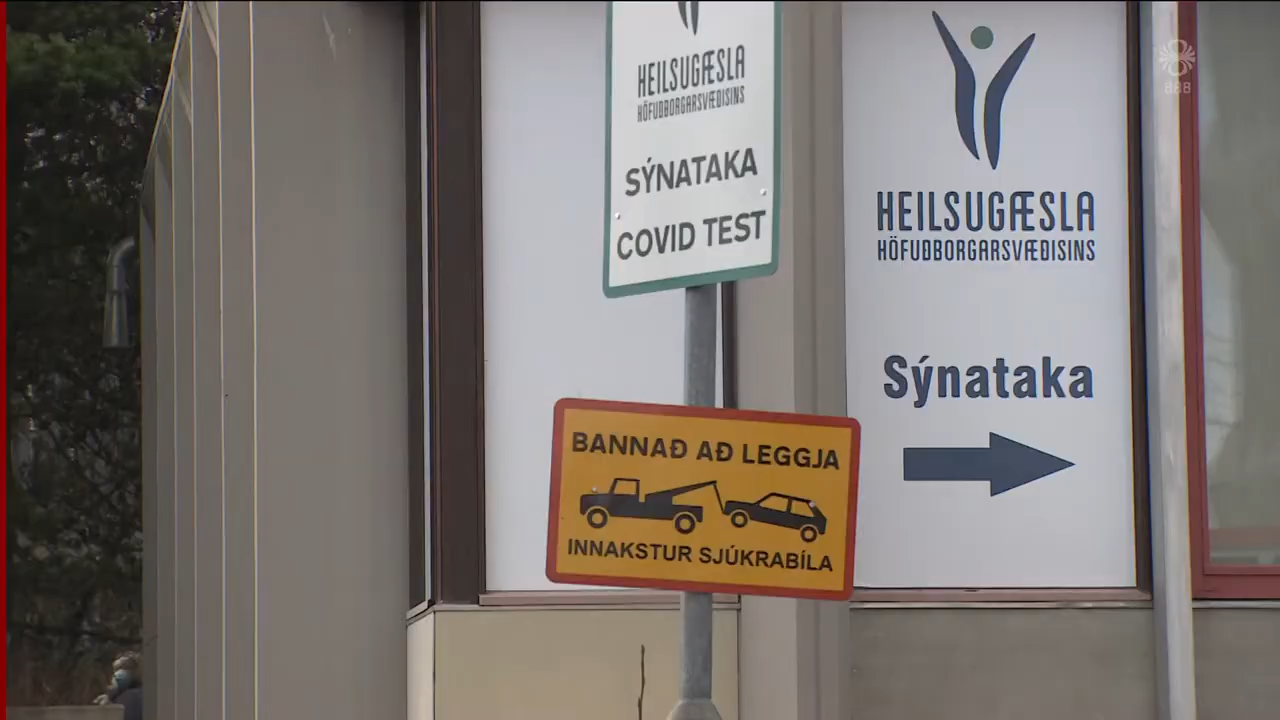 HEILSUGÆSLA
HÖFUÐBORGARSVÆÐISINS
SÝNATAKA
COVID TEST
BANNAÐ AÐ LEGGJA
INNAKSTUR SJÚKRABÍLA
HEILSUGÆSLA
HÖFUÐBORGARSVÆÐISINS
Sýnataka